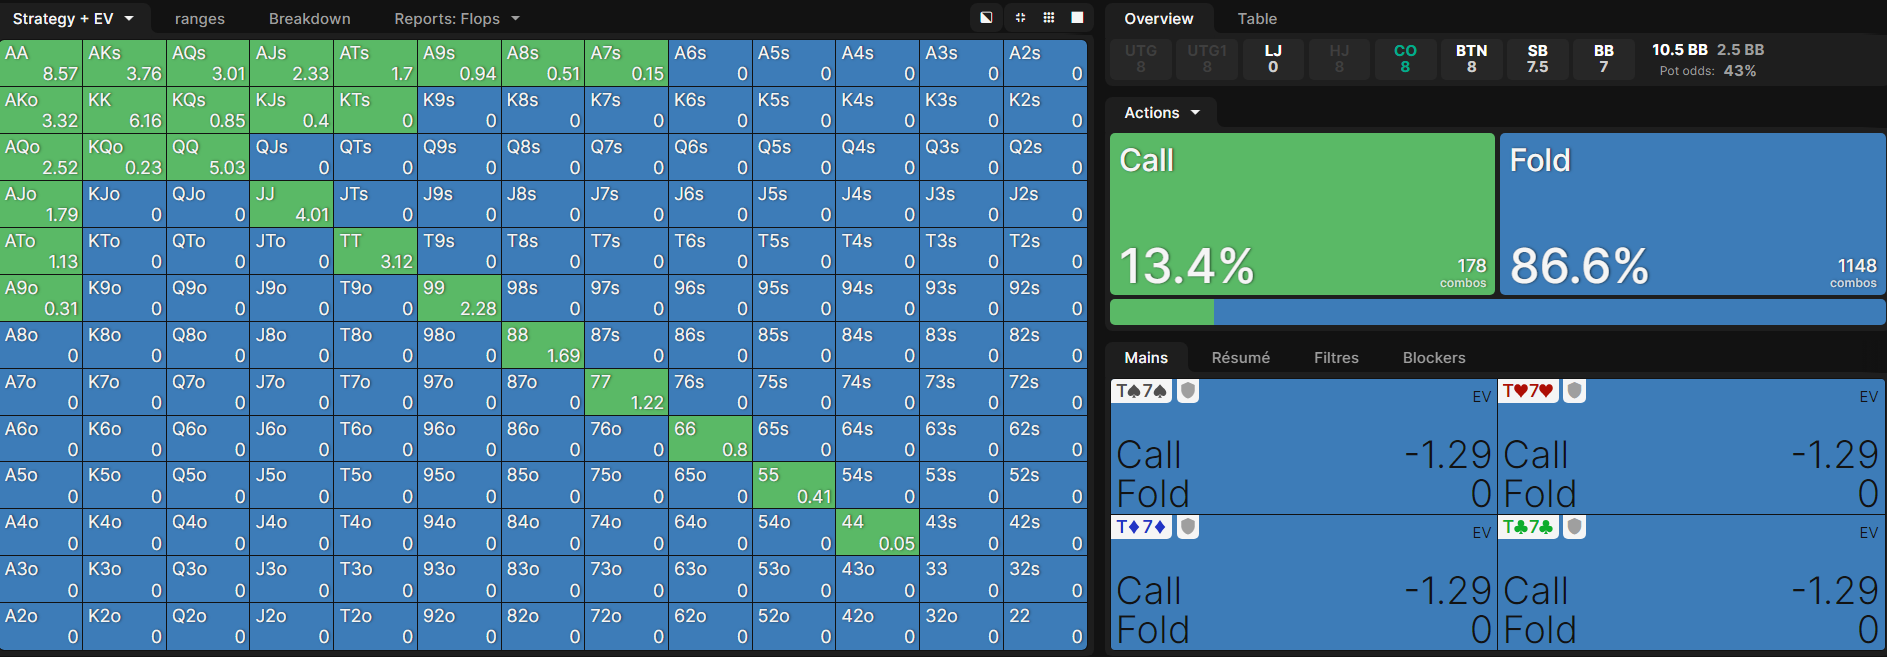 Strategy + EV ranges Breakdown Reports: Flops
Overview Table
UTG UTG1 LJ HJ CO BTN SB BB 10.5 BB 2.5 BB
8 8 0 8 8 8 7.5 7 Pot odds: 43%
AA AKs AQs AJs ATs A9s A8s A7s A6s A5s A4s A3s A2s
8.57 3.76 3.01 2.33 1.7 0.94 0.51 0.15 0 0 0 0 0
AKo KK KQs KJs KTs K9s K8s K7s K6s K5s K4s K3s K2s
3.32 6.16 0.85 0.4 0 0 0 0 0 0 0 0 0
AQo KQo QQ QJs QTs Q9s Q8s Q7s Q6s Q5s Q4s Q3s Q2s
2.52 0.23 5.03 0 0 0 0 0 0 0 0 0 0
AJo KJo QJo JJ JTs J9s J8s J7s J6s J5s J4s J3s J2s
1.79 0 0 4.01 0 0 0 0 0 0 0 0 0
ATo KTo QTo JTo TT T9s T8s T7s T6s T5s T4s T3s T2s
1.13 0 0 0 3.12 0 0 0 0 0 0 0 0
A9o K9o Q9o J9o T9o 99 98s 97s 96s 95s 94s 93s 92s
0.31 0 0 0 0 2.28 0 0 0 0 0 0 0
A8o K8o Q8o J8o T8o 98o 88 87s 86s 85s 84s 83s 82s
0 0 0 0 0 0 1.69 0 0 0 0 0 0
A7o K7o Q7o J7o T7o 97o 87o 77 76s 75s 74s 73s 72s
0 0 0 0 0 0 0 1.22 0 0 0 0 0
A6o K6o Q6o J6o T6o 96o 86o 76o 66 65s 64s 63s 62s
0 0 0 0 0 0 0 0 0.8 0 0 0 0
A5o K5o Q5o J5o T5o 95o 85o 75o 65o 55 54s 53s 52s
0 0 0 0 0 0 0 0 0 0.41 0 0 0
A4o K4o Q4o J4o T4o 94o 84o 74o 64o 54o 44 43s 42s
0 0 0 0 0 0 0 0 0 0 0.05 0 0
A3o K3o Q3o J3o T3o 93o 83o 73o 63o 53o 43o 33 32s
0 0 0 0 0 0 0 0 0 0 0 0 0
A2o K2o Q2o J2o T2o 92o 82o 72o 62o 52o 42o 32o 22
0 0 0 0 0 0 0 0 0 0 0 0 0
Actions
Call Fold
13.4% 178 combos 86.6% 1148 combos
Mains Résumé Filtres Blockers
T♠7♠ EV T♥7♥ EV
Call -1.29 Call -1.29
Fold 0 Fold 0
T♦7♦ EV T♣7♣ EV
Call -1.29 Call -1.29
Fold 0 Fold 0